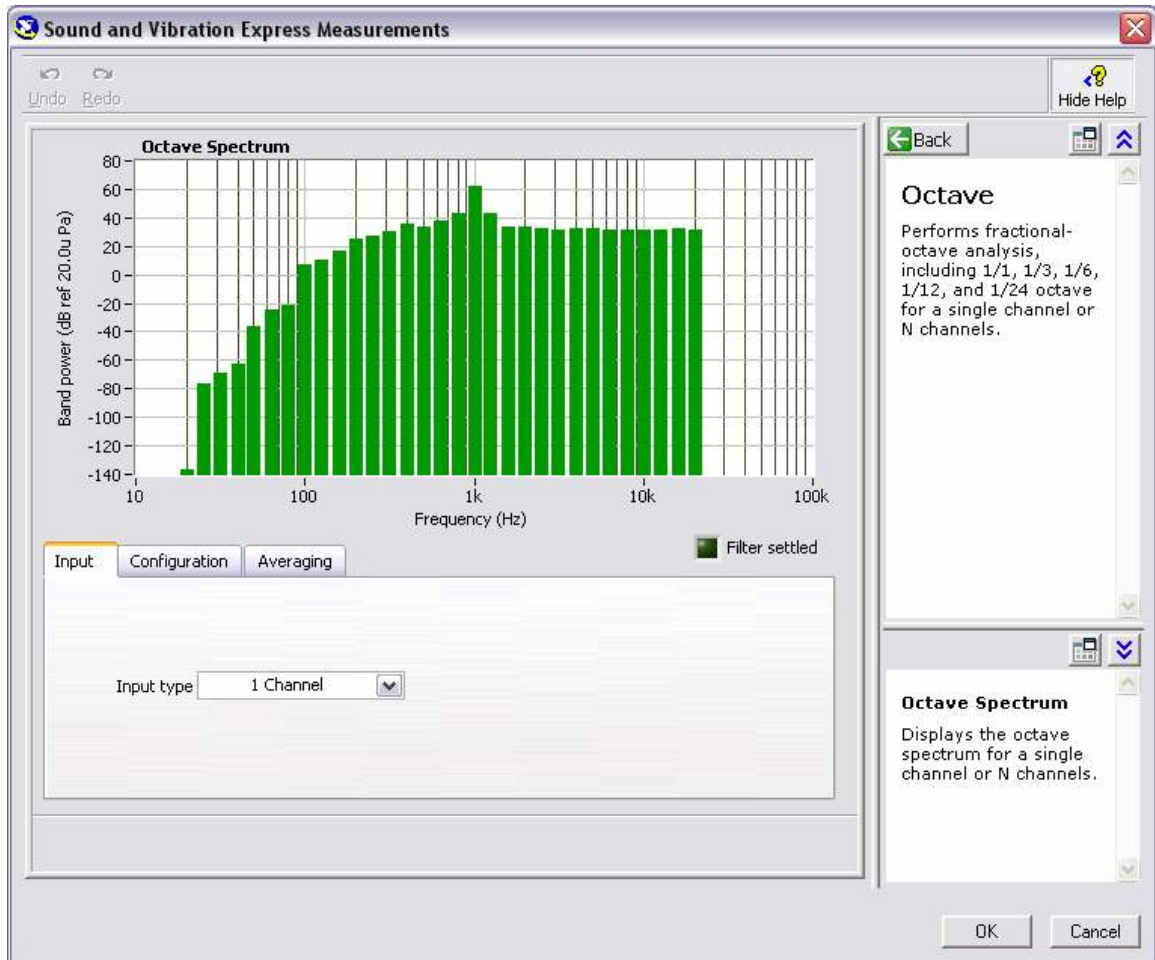 Sound and Vibration Express Measurements
Undo Redo
Hide Help
Octave Spectrum
80
60
40
20
0
-20
-40
-60
-80
-100
-120
-140
Band power (dB ref 20.0u Pa)
10 100 1k 10k 100k
Frequency (Hz)
Filter settled
Input Configuration Averaging
Input type 1 Channel
Back
Octave
Performs fractional-
octave analysis,
including 1/1, 1/3, 1/6,
1/12, and 1/24 octave
for a single channel or
N channels.
Octave Spectrum
Displays the octave
spectrum for a single
channel or N channels.
OK Cancel